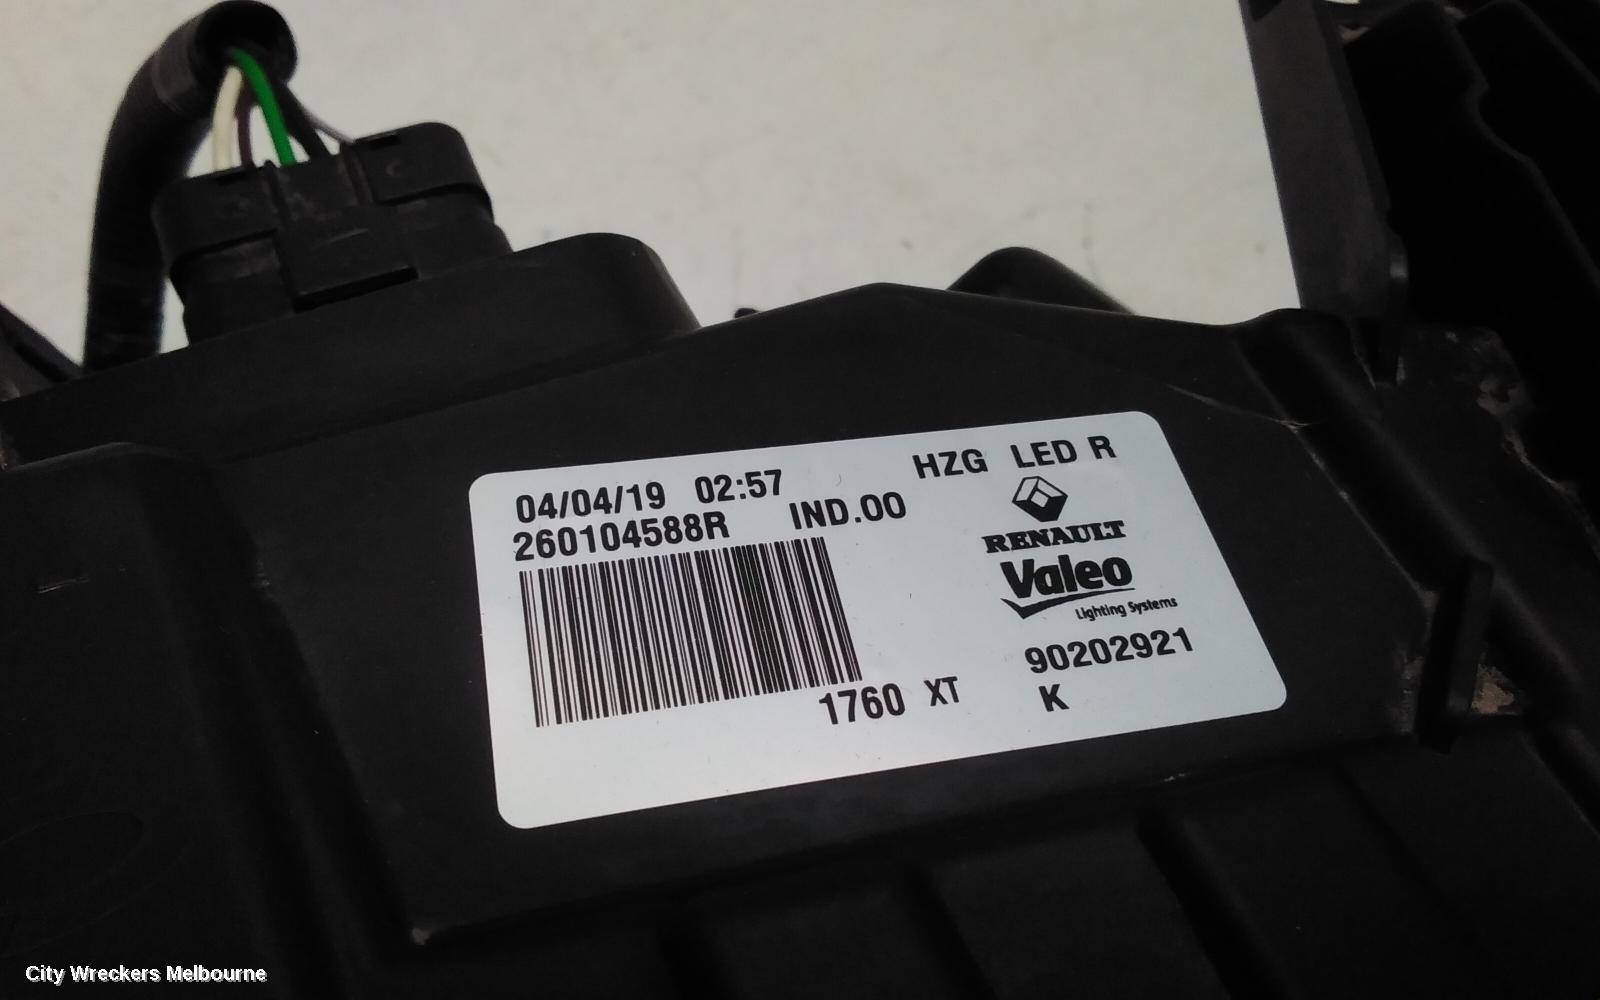 04/04/19 02:57 HZG LED R
260104588R IND.00
RENAULT
Valeo
Lighting Systems
90202921
1760 XT K
City Wreckers Melbourne